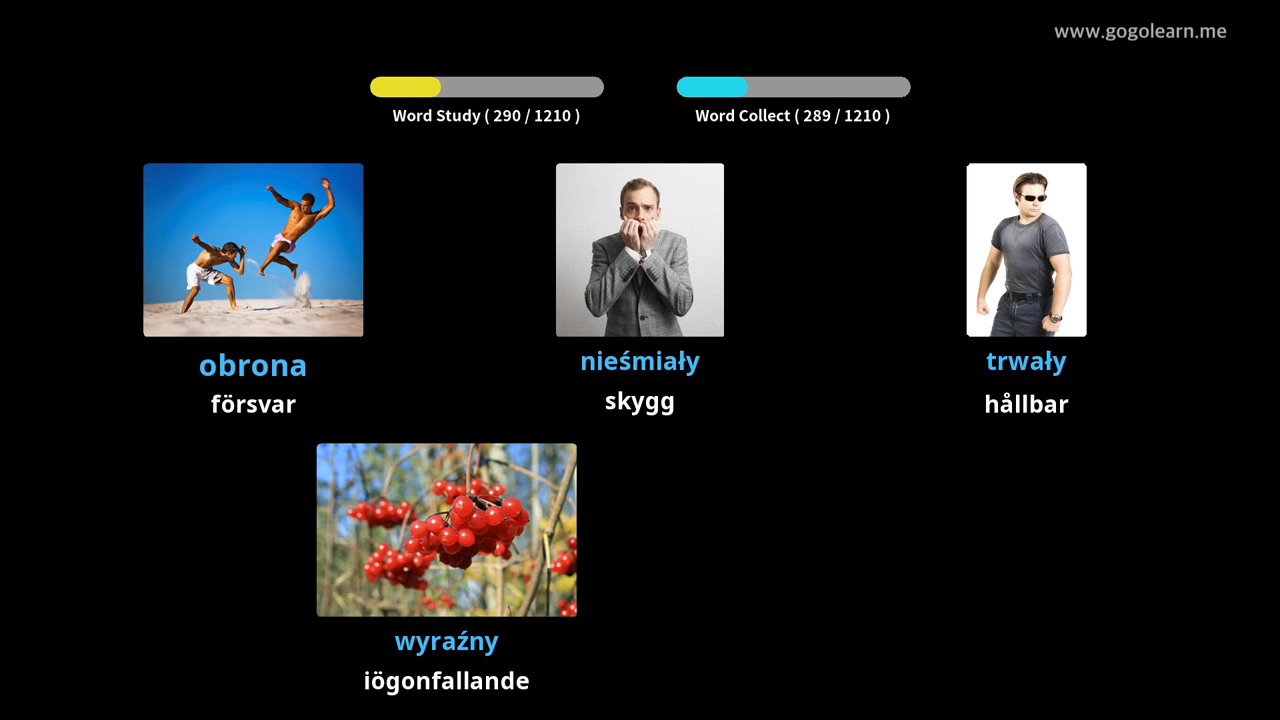 www.gogolearn.me
Word Study ( 290 / 1210 )
Word Collect ( 289 / 1210 )
obrona
försvar
nieśmiały
skygg
trwały
hållbar
wyraźny
iögonfallande